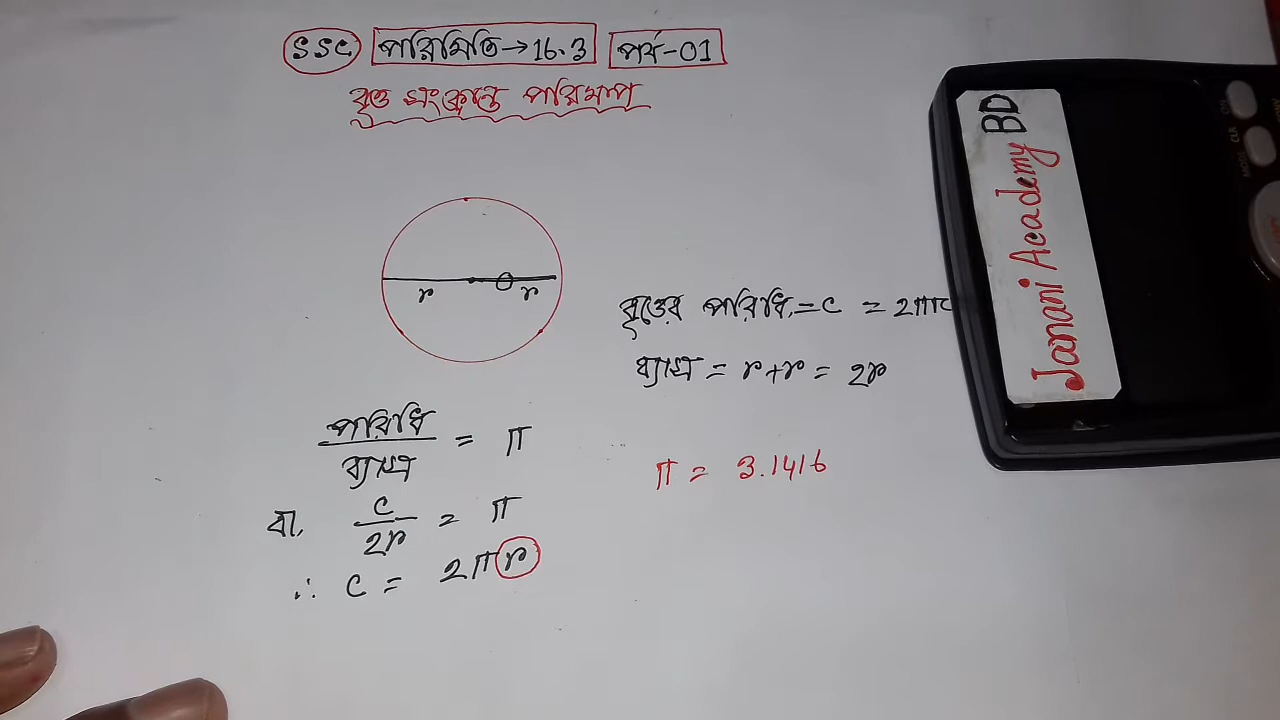 SSC পরিমিতি→16.3 পর্ব-01
বৃত্ত সংক্রান্ত পরিমাপ
r r
বৃত্তের পরিধি = c = 2πr
ব্যাস = r+r = 2r
পরিধি/ব্যাস = π
π = 3.1416
বা, c/2r = π
∴ c = 2πr
Janani Academy BD